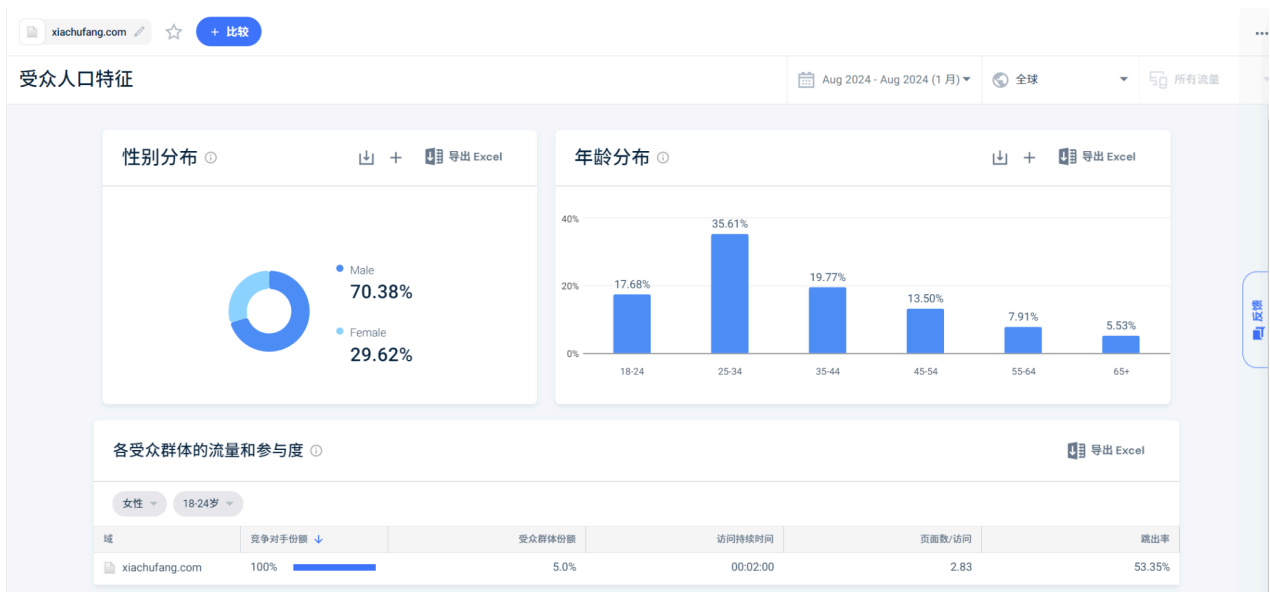 xiachufang.com
+ 比较
受众人口特征
Aug 2024 - Aug 2024 (1 月)
全球
所有流量
性别分布
导出 Excel
Male
70.38%
Female
29.62%
年龄分布
导出 Excel
40%
20%
0%
17.68%
35.61%
19.77%
13.50%
7.91%
5.53%
18-24
25-34
35-44
45-54
55-64
65+
反馈
各受众群体的流量和参与度
导出 Excel
女性
18-24岁
域 竞争对手份额 受众群体份额 访问持续时间 页面数/访问 跳出率
xiachufang.com 100% 5.0% 00:02:00 2.83 53.35%